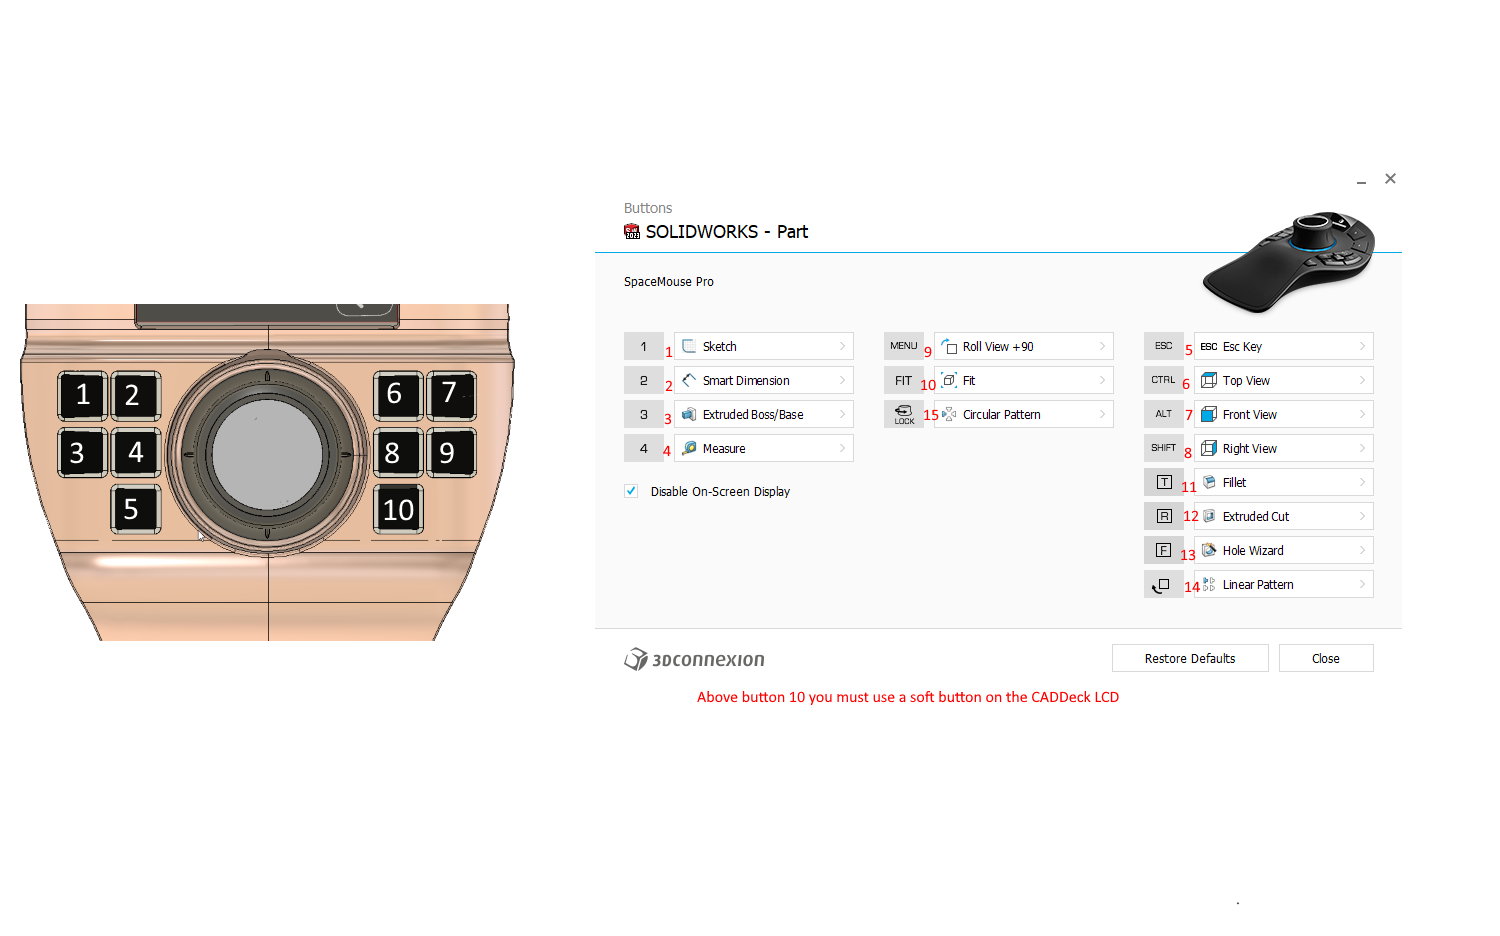 1 2
3 4
5
6 7
8 9
10
Buttons
SOLIDWORKS - Part
SpaceMouse Pro
1 1 Sketch
2 2 Smart Dimension
3 3 Extruded Boss/Base
4 4 Measure
Disable On-Screen Display
MENU 9 Roll View +90
FIT 10 Fit
LOCK 15 Circular Pattern
ESC 5 ESC Esc Key
CTRL 6 Top View
ALT 7 Front View
SHIFT 8 Right View
T 11 Fillet
R 12 Extruded Cut
F 13 Hole Wizard
14 Linear Pattern
3DCONNEXION
Restore Defaults
Close
Above button 10 you must use a soft button on the CADDeck LCD